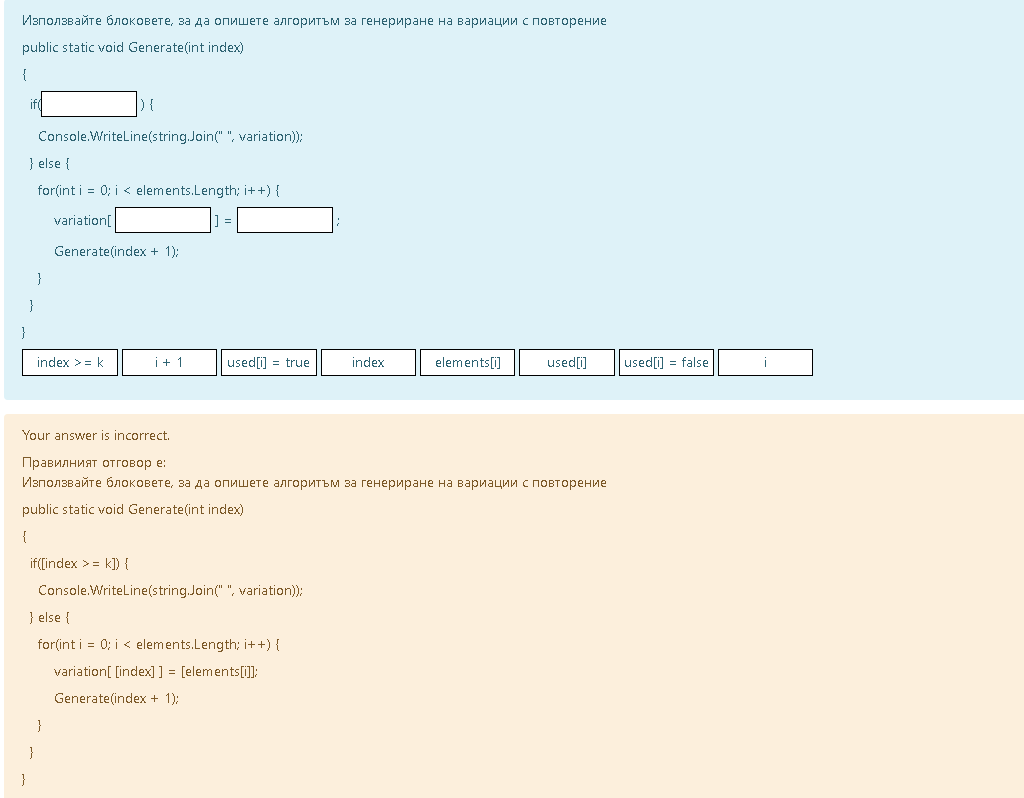 Използвайте блоковете, за да опишете алгоритъм за генериране на вариации с повторение
public static void Generate(int index)
{
if( ) {
Console.WriteLine(string.Join(" ", variation));
} else {
for(int i = 0; i < elements.Length; i++) {
variation[ ] = ;
Generate(index + 1);
}
}
}
index >= k i + 1 used[i] = true index elements[i] used[i] used[i] = false i
Your answer is incorrect.
Правилният отговор е:
Използвайте блоковете, за да опишете алгоритъм за генериране на вариации с повторение
public static void Generate(int index)
{
if([index >= k]) {
Console.WriteLine(string.Join(" ", variation));
} else {
for(int i = 0; i < elements.Length; i++) {
variation[ [index] ] = [elements[i]];
Generate(index + 1);
}
}
}